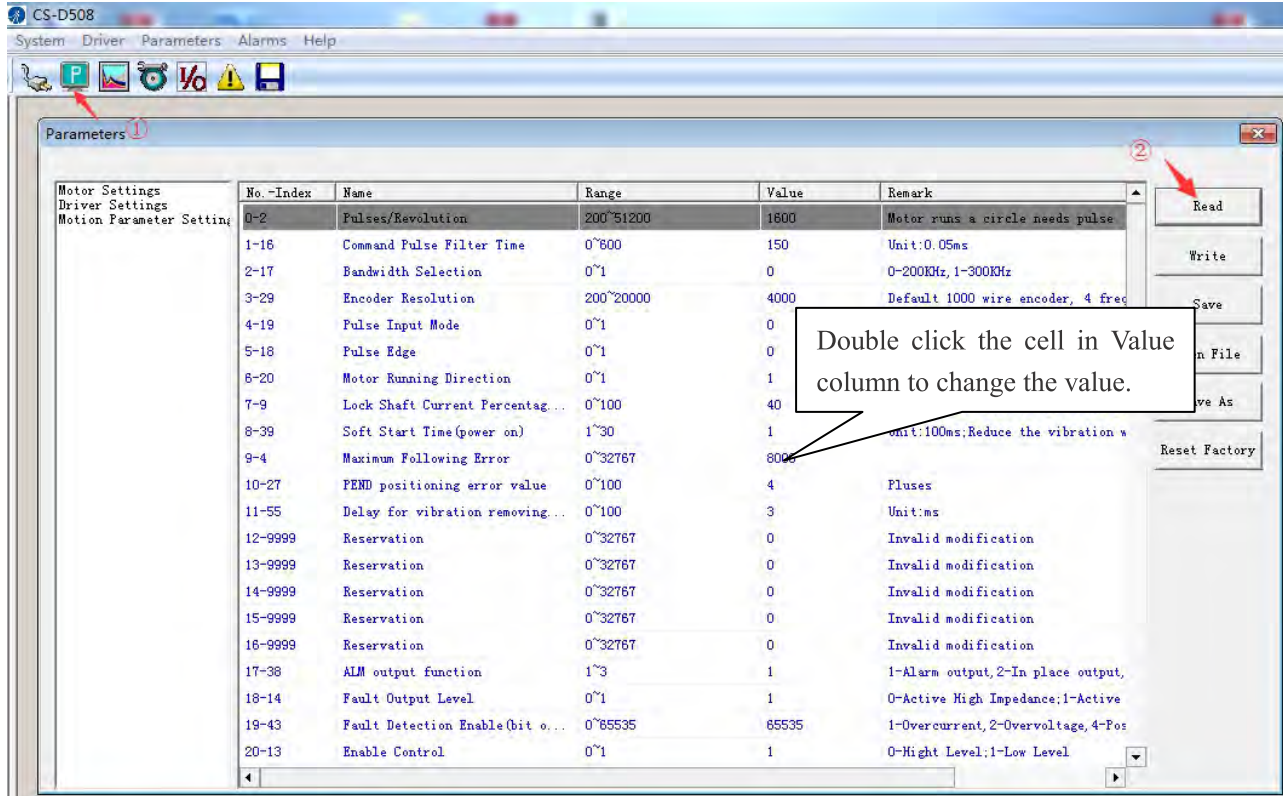 CS-D508
System Driver Parameters Alarms Help
P I/O
Parameters ①
②
Motor Settings
Driver Settings
Motion Parameter Setting
No.-Index Name Range Value Remark
0-2 Pulses/Revolution 200~51200 1600 Motor runs a circle needs pulse
1-16 Command Pulse Filter Time 0~600 150 Unit:0.05ms
2-17 Bandwidth Selection 0~1 0 0-200KHz,1-300KHz
3-29 Encoder Resolution 200~20000 4000 Default 1000 wire encoder, 4 freq
4-19 Pulse Input Mode 0~1 0
5-18 Pulse Edge 0~1 0
6-20 Motor Running Direction 0~1 1
7-9 Lock Shaft Current Percentag... 0~100 40
8-39 Soft Start Time(power on) 1~30 1 Unit:100ms;Reduce the vibration w
9-4 Maximum Following Error 0~32767
10-27 PEND positioning error value 0~100 4 Pluses
11-55 Delay for vibration removing... 0~100 3 Unit:ms
12-9999 Reservation 0~32767 0 Invalid modification
13-9999 Reservation 0~32767 0 Invalid modification
14-9999 Reservation 0~32767 0 Invalid modification
15-9999 Reservation 0~32767 0 Invalid modification
16-9999 Reservation 0~32767 0 Invalid modification
17-38 ALM output function 1~3 1 1-Alarm output,2-In place output,
18-14 Fault Output Level 0~1 1 0-Active High Impedance;1-Active
19-43 Fault Detection Enable(bit o... 0~65535 65535 1-Overcurrent,2-Overvoltage,4-Pos
20-13 Enable Control 0~1 1 0-Hight Level;1-Low Level
Double click the cell in Value
column to change the value.
Read
Write
Save
n File
ve As
Reset Factory